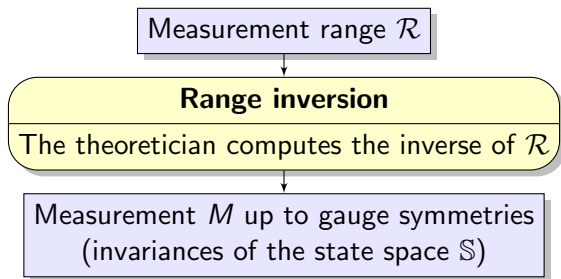 Measurement range ℛ
Range inversion
The theoretician computes the inverse of ℛ
Measurement M up to gauge symmetries
(invariances of the state space 𝕊)